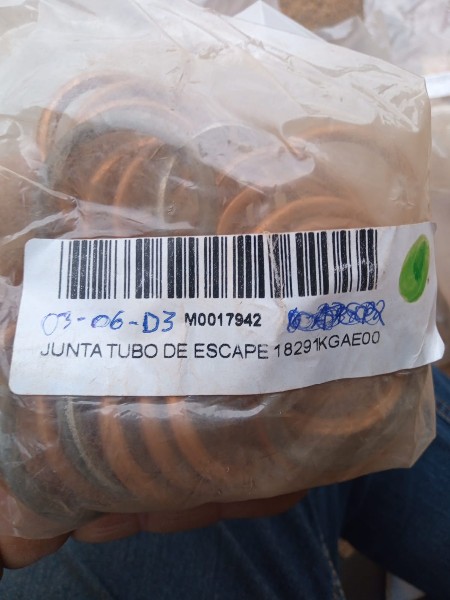 03-06-D3 M0017942
JUNTA TUBO DE ESCAPE 18291KGAE00